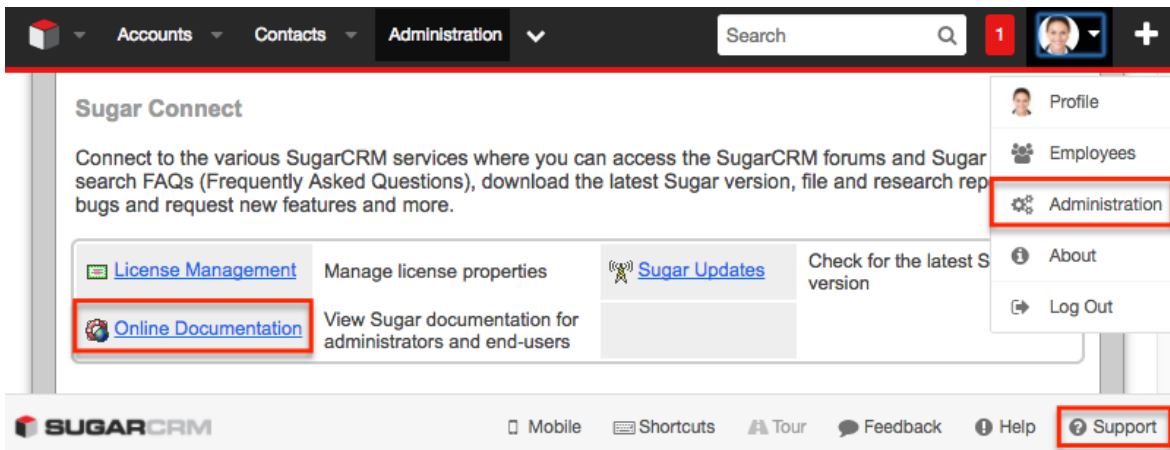 Accounts Contacts Administration Search 1
Profile
Employees
Administration
About
Log Out
Sugar Connect
Connect to the various SugarCRM services where you can access the SugarCRM forums and Sugar
search FAQs (Frequently Asked Questions), download the latest Sugar version, file and research rep
bugs and request new features and more.
License Management Manage license properties Sugar Updates Check for the latest S
version
Online Documentation View Sugar documentation for
administrators and end-users
SUGARCRM Mobile Shortcuts Tour Feedback Help Support